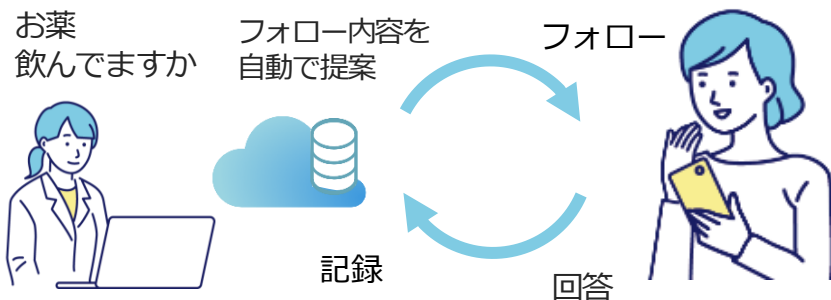 お薬
飲んでますか
フォロー内容を
自動で提案
フォロー
記録
回答